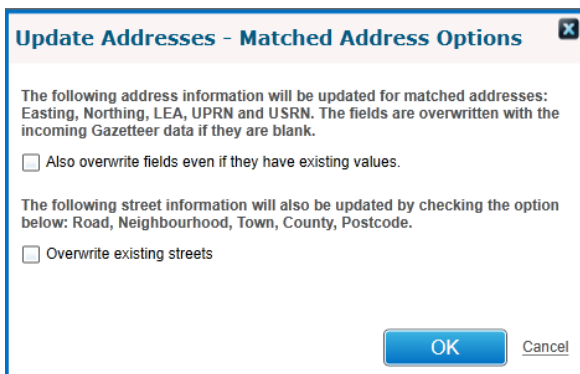 Update Addresses - Matched Address Options
x
The following address information will be updated for matched addresses:
Easting, Northing, LEA, UPRN and USRN. The fields are overwritten with the
incoming Gazetteer data if they are blank.
Also overwrite fields even if they have existing values.
The following street information will also be updated by checking the option
below: Road, Neighbourhood, Town, County, Postcode.
Overwrite existing streets
OK Cancel